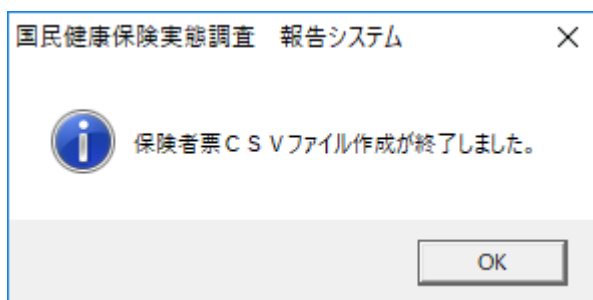 国民健康保険実態調査　報告システム
保険者票ＣＳＶファイル作成が終了しました。
OK